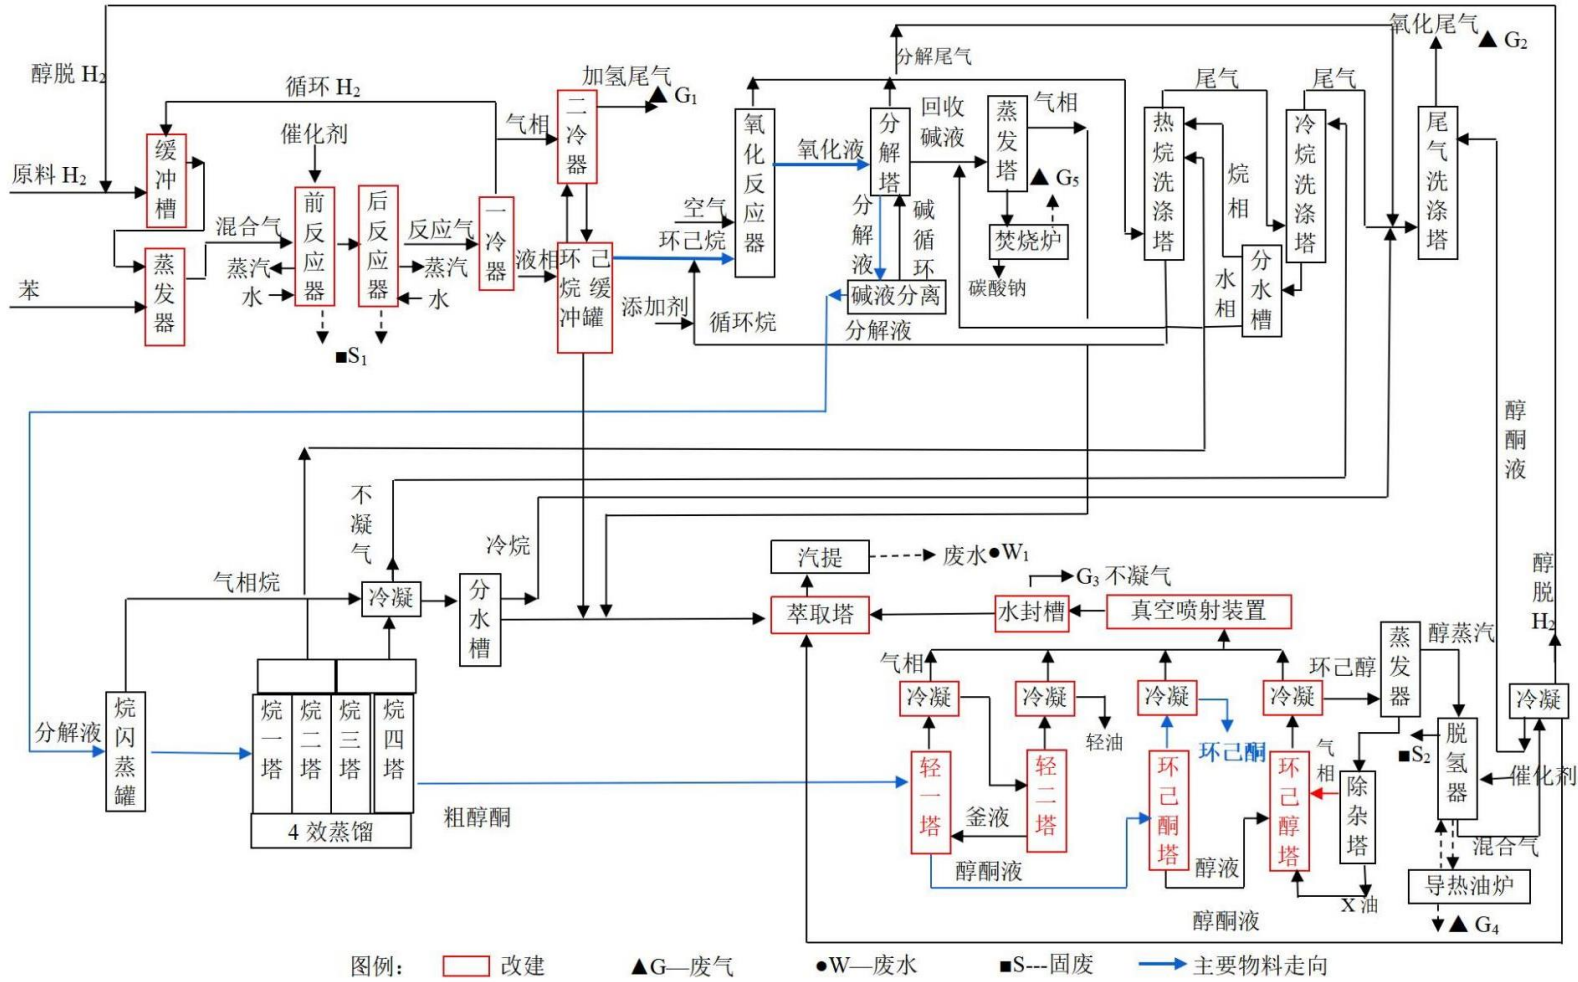 醇脱 H2
循环 H2
催化剂
原料 H2
缓冲槽
混合气
苯
蒸发器
前反应器
后反应器
反应气
蒸汽
水
蒸汽
水
■S1
一冷器
气相
液相
二冷器
加氢尾气
▲ G1
环己烷缓冲罐
空气
环己烷
添加剂
循环烷
氧化反应器
氧化液
分解尾气
分解塔
回收碱液
分解液
碱循环
碱液分离
分解液
蒸发塔
气相
▲ G5
焚烧炉
碳酸钠
热烷洗涤塔
尾气
烷相
水相
分水槽
冷烷洗涤塔
尾气
氧化尾气
▲ G2
尾气洗涤塔
醇酮液
醇脱H2
不凝气
气相烷
冷凝
分水槽
冷烷
汽提
废水●W1
萃取塔
G3 不凝气
水封槽
真空喷射装置
分解液
烷闪蒸罐
烷一塔
烷二塔
烷三塔
烷四塔
4 效蒸馏
粗醇酮
气相
冷凝
冷凝
冷凝
冷凝
轻油
环己酮
环己醇
轻一塔
轻二塔
釜液
醇酮液
环己酮塔
醇液
环己醇塔
气相
除杂塔
X 油
蒸发器
醇蒸汽
■S2
脱氢器
冷凝
催化剂
混合气
导热油炉
▲ G4
醇酮液
图例：
改建
▲G—废气
●W—废水
■S---固废
主要物料走向